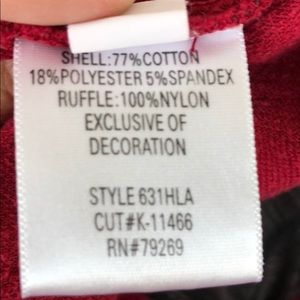 SHELL:77%COTTON
18%POLYESTER 5%SPANDEX
RUFFLE:100%NYLON
EXCLUSIVE OF
DECORATION
STYLE 631HLA
CUT#K-11466
RN#79269